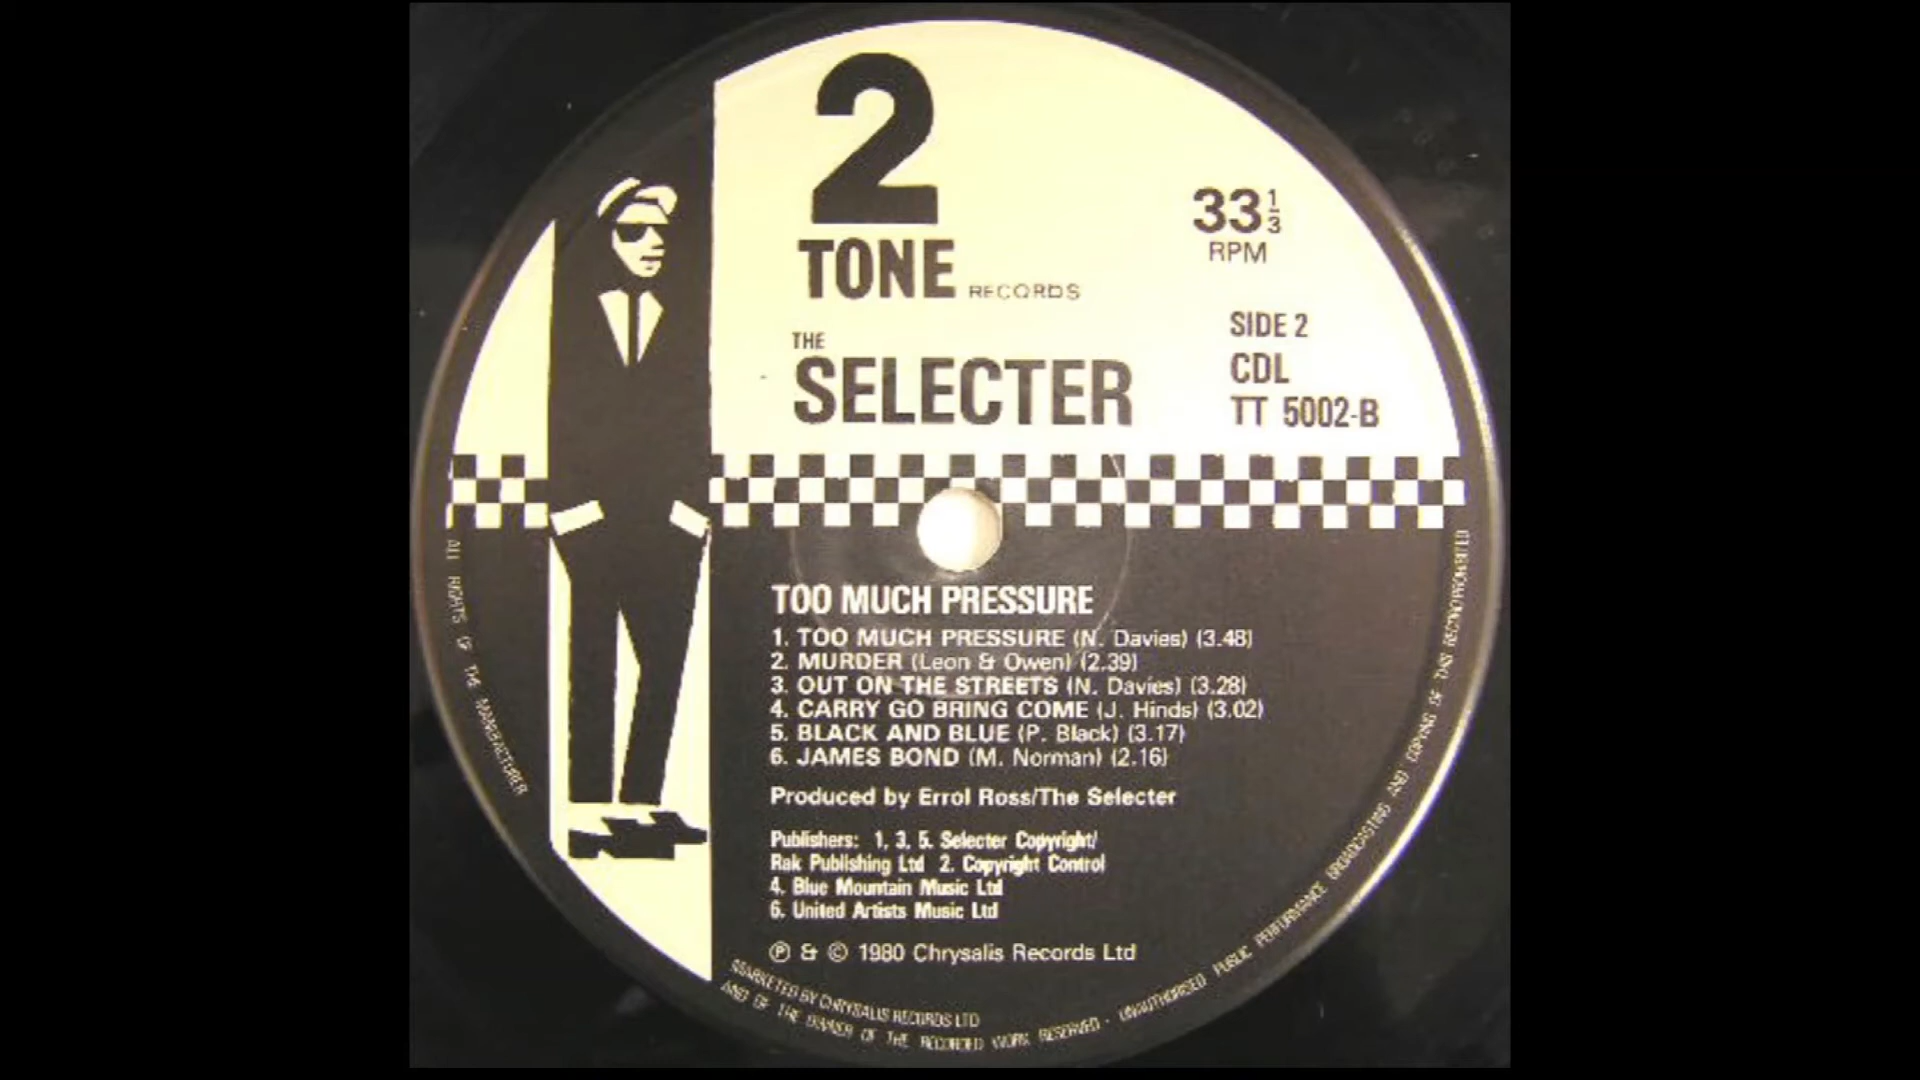 2
TONE RECORDS
33 1/3
RPM
THE
SELECTER
SIDE 2
CDL
TT 5002-B
TOO MUCH PRESSURE
1. TOO MUCH PRESSURE (N. Davies) (3.48)
2. MURDER (Leon & Owen) (2.39)
3. OUT ON THE STREETS (N. Davies) (3.28)
4. CARRY GO BRING COME (J. Hinds) (3.02)
5. BLACK AND BLUE (P. Black) (3.17)
6. JAMES BOND (M. Norman) (2.16)
Produced by Errol Ross/The Selecter
Publishers: 1, 3, 5. Selecter Copyright/
Rak Publishing Ltd 2. Copyright Control
4. Blue Mountain Music Ltd
6. United Artists Music Ltd
Ⓟ & © 1980 Chrysalis Records Ltd
MARKETED BY CHRYSALIS RECORDS LTD
ALL RIGHTS OF THE MANUFACTURER
AND OF THE OWNER OF THE RECORDED WORK RESERVED · UNAUTHORISED PUBLIC PERFORMANCE BROADCASTING AND COPYING OF THIS RECORD PROHIBITED